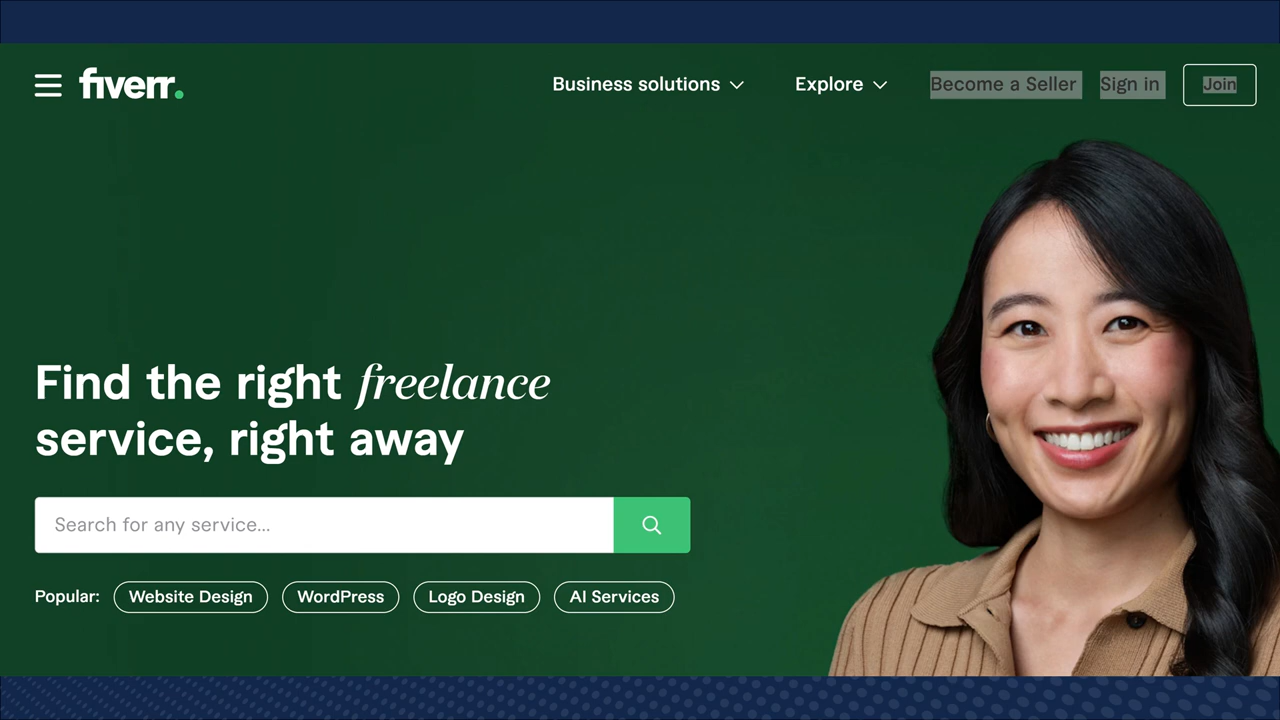 fiverr.
Business solutions
Explore
Become a Seller
Sign in
Join
Find the right freelance
service, right away
Search for any service...
Popular:
Website Design
WordPress
Logo Design
AI Services